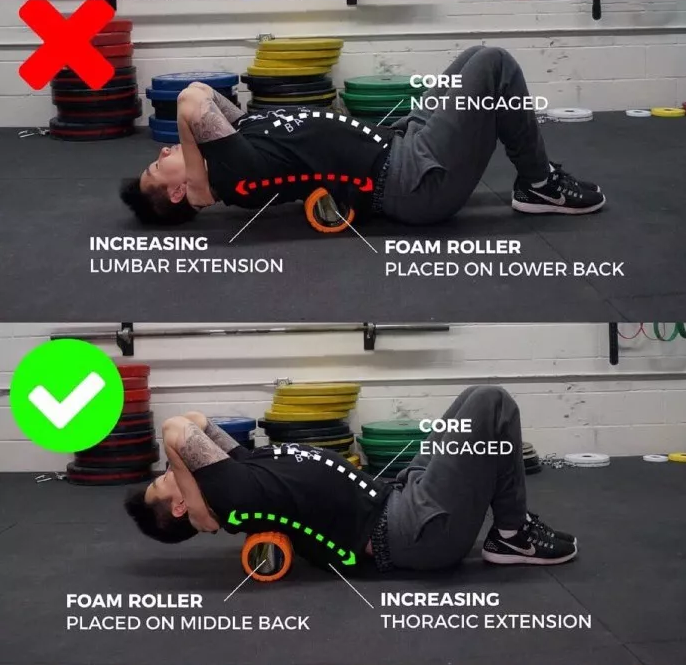 CORE
NOT ENGAGED
INCREASING
LUMBAR EXTENSION
FOAM ROLLER
PLACED ON LOWER BACK
CORE
ENGAGED
FOAM ROLLER
PLACED ON MIDDLE BACK
INCREASING
THORACIC EXTENSION